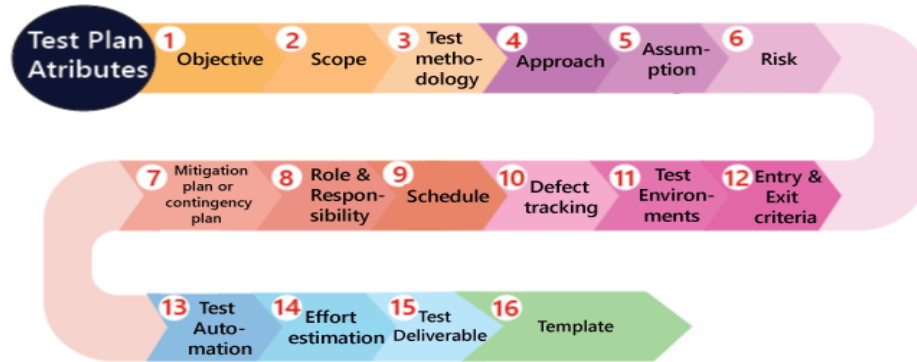 Test Plan
Atributes
1
Objective
2
Scope
3
Test
metho-
dology
4
Approach
5
Assum-
ption
6
Risk
7
Mitigation
plan or
contingency
plan
8
Role &
Respon-
sibility
9
Schedule
10
Defect
tracking
11
Test
Environ-
ments
12
Entry &
Exit
criteria
13
Test
Auto-
mation
14
Effort
estimation
15
Test
Deliverable
16
Template